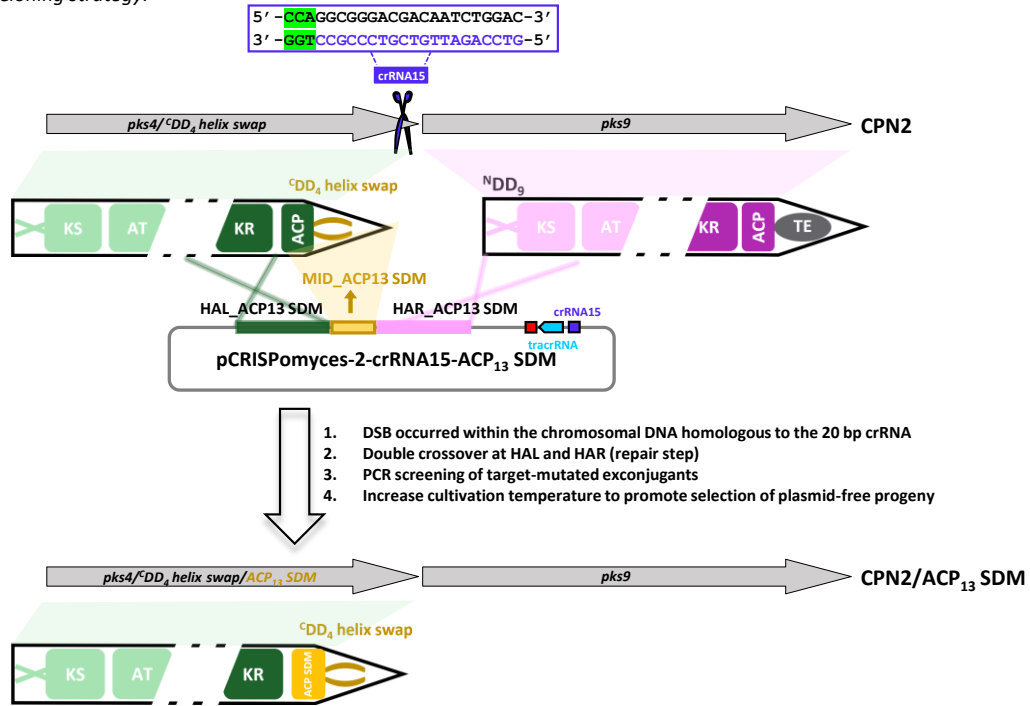 cloning strategy.
5’-CCAGGCGGGACGACAATCTGGAC-3’
3’-GGTCCGCCCTGCTGTTAGACCTG-5’
crRNA15
pks4/ᶜDD₄ helix swap
pks9
CPN2
ᶜDD₄ helix swap
ᴺDD₉
KS
AT
KR
ACP
KS
AT
KR
ACP
TE
MID_ACP13 SDM
HAL_ACP13 SDM
HAR_ACP13 SDM
crRNA15
tracrRNA
pCRISPomyces-2-crRNA15-ACP₁₃ SDM
1. DSB occurred within the chromosomal DNA homologous to the 20 bp crRNA
2. Double crossover at HAL and HAR (repair step)
3. PCR screening of target-mutated exconjugants
4. Increase cultivation temperature to promote selection of plasmid-free progeny
pks4/ᶜDD₄ helix swap/ACP₁₃ SDM
pks9
CPN2/ACP₁₃ SDM
ᶜDD₄ helix swap
KS
AT
KR
ACP SDM